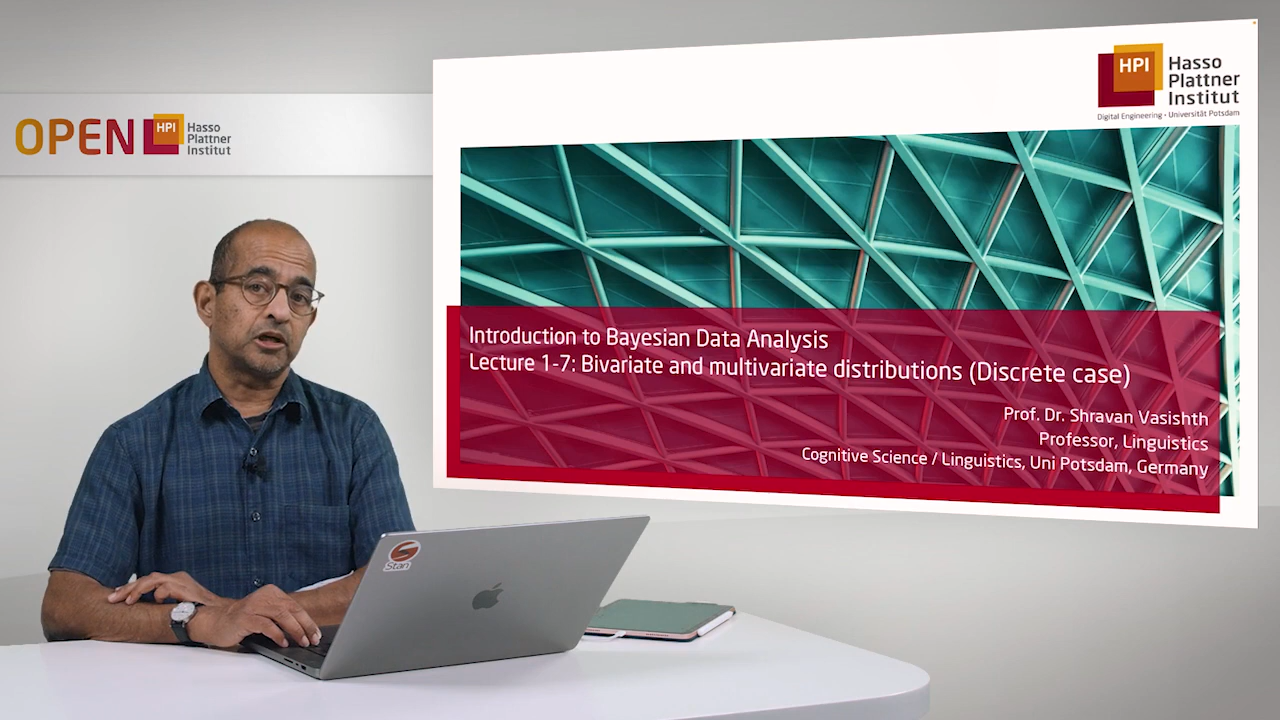 OPEN HPI Hasso
Plattner
Institut
HPI Hasso
Plattner
Institut
Digital Engineering • Universität Potsdam
Introduction to Bayesian Data Analysis
Lecture 1-7: Bivariate and multivariate distributions (Discrete case)
Prof. Dr. Shravan Vasishth
Professor, Linguistics
Cognitive Science / Linguistics, Uni Potsdam, Germany
Stan